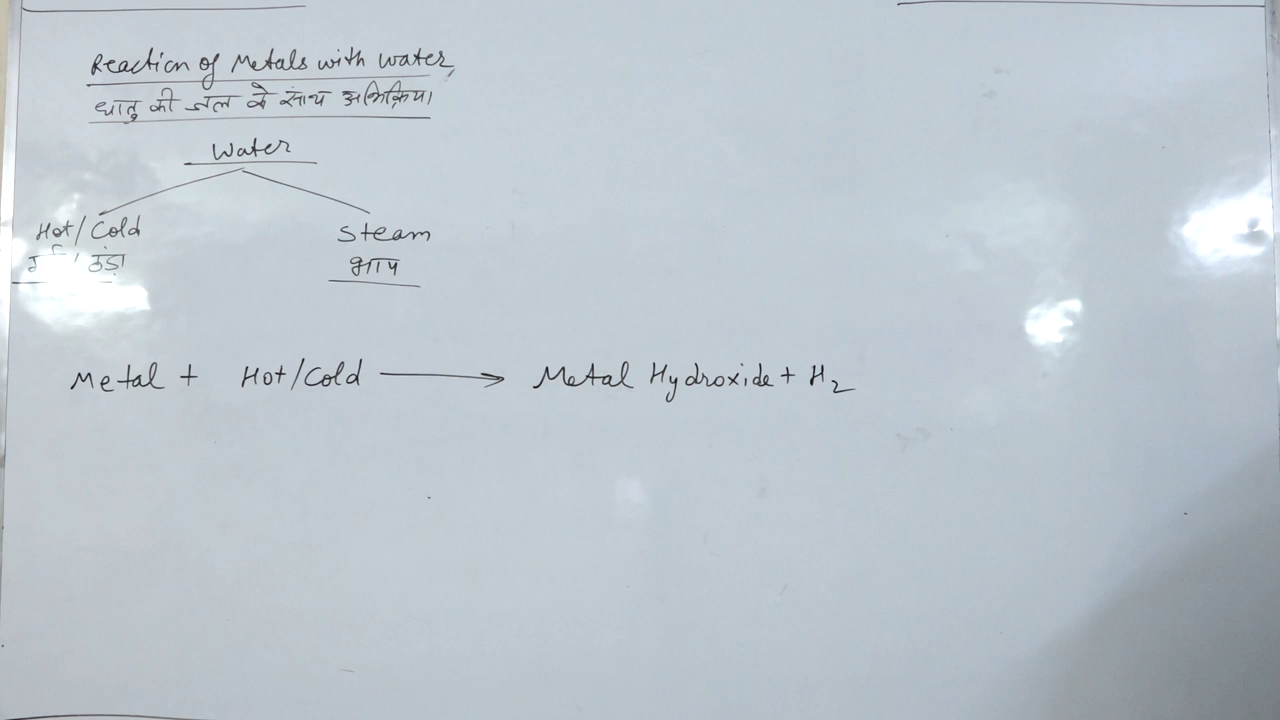 Reaction of Metals with water
धातु की जल के साथ अभिक्रिया
Water
Hot/Cold
Steam
ठंडा
भाप
Metal + Hot/Cold ⟶ Metal Hydroxide + H₂